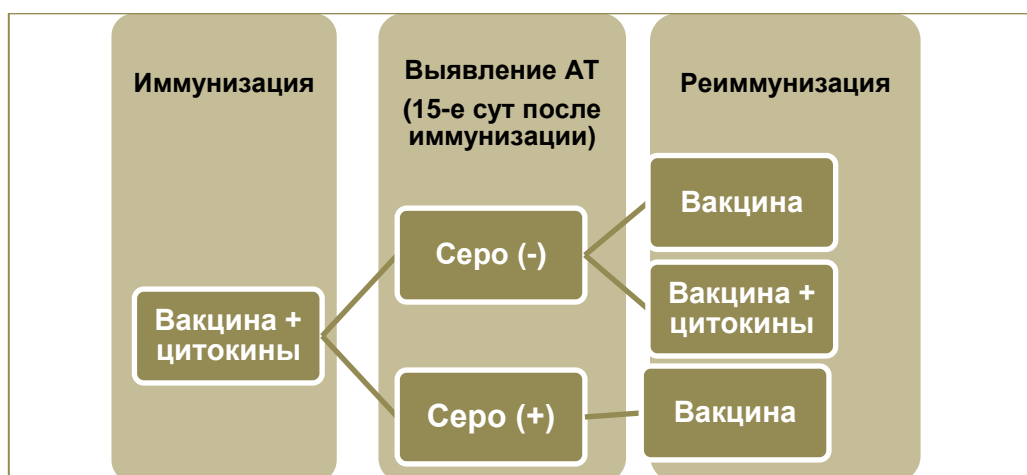 Иммунизация
Выявление АТ
(15-е сут после
иммунизации)
Реиммунизация
Вакцина +
цитокины
Серо (-)
Серо (+)
Вакцина
Вакцина +
цитокины
Вакцина